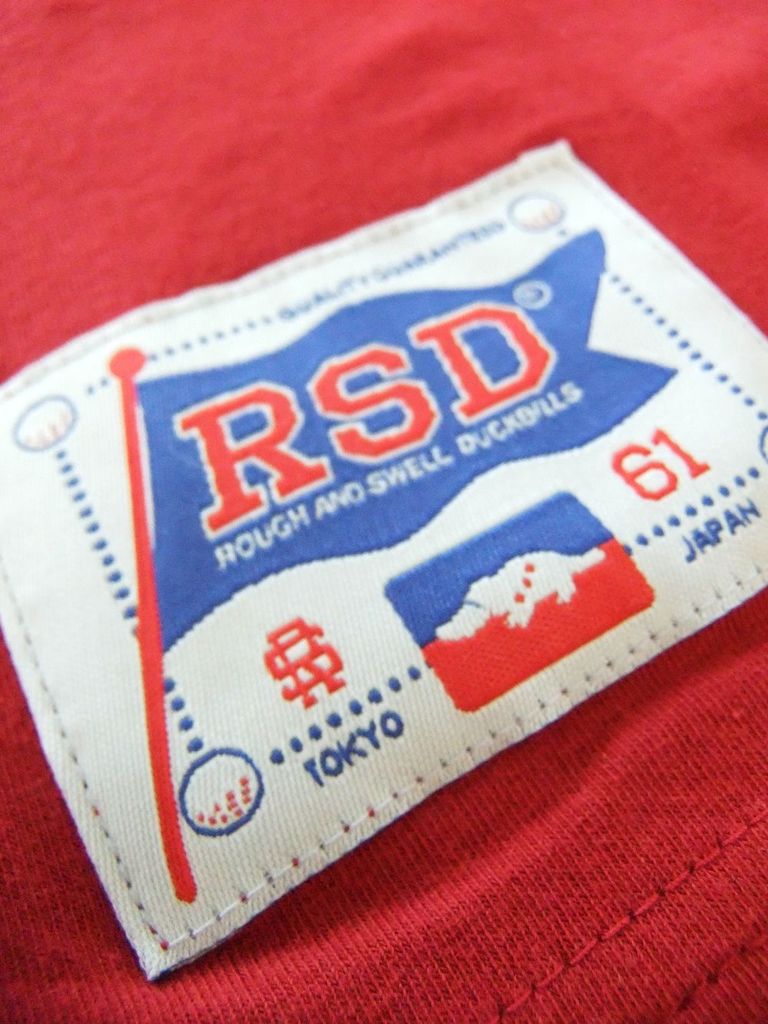 QUALITY GUARANTEED
RSD
ROUGH AND SWELL DUCKBILLS
61
JAPAN
TOKYO